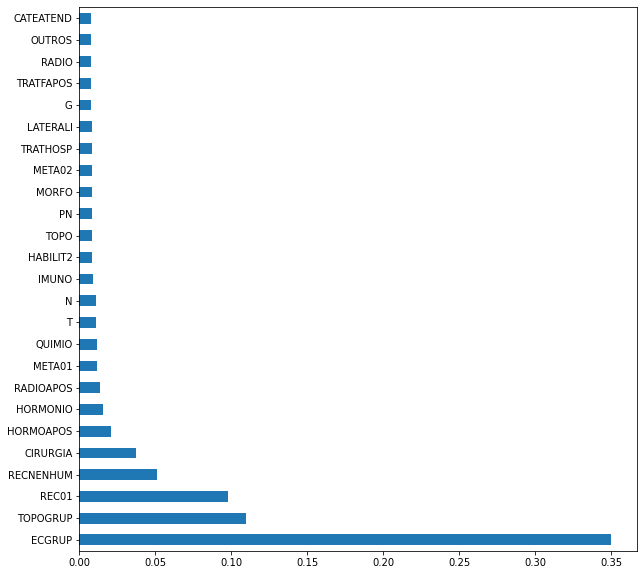 CATEATEND
OUTROS
RADIO
TRATFAPOS
G
LATERALI
TRATHOSP
META02
MORFO
PN
TOPO
HABILIT2
IMUNO
N
T
QUIMIO
META01
RADIOAPOS
HORMONIO
HORMOAPOS
CIRURGIA
RECNENHUM
REC01
TOPOGRUP
ECGRUP
0.00 0.05 0.10 0.15 0.20 0.25 0.30 0.35